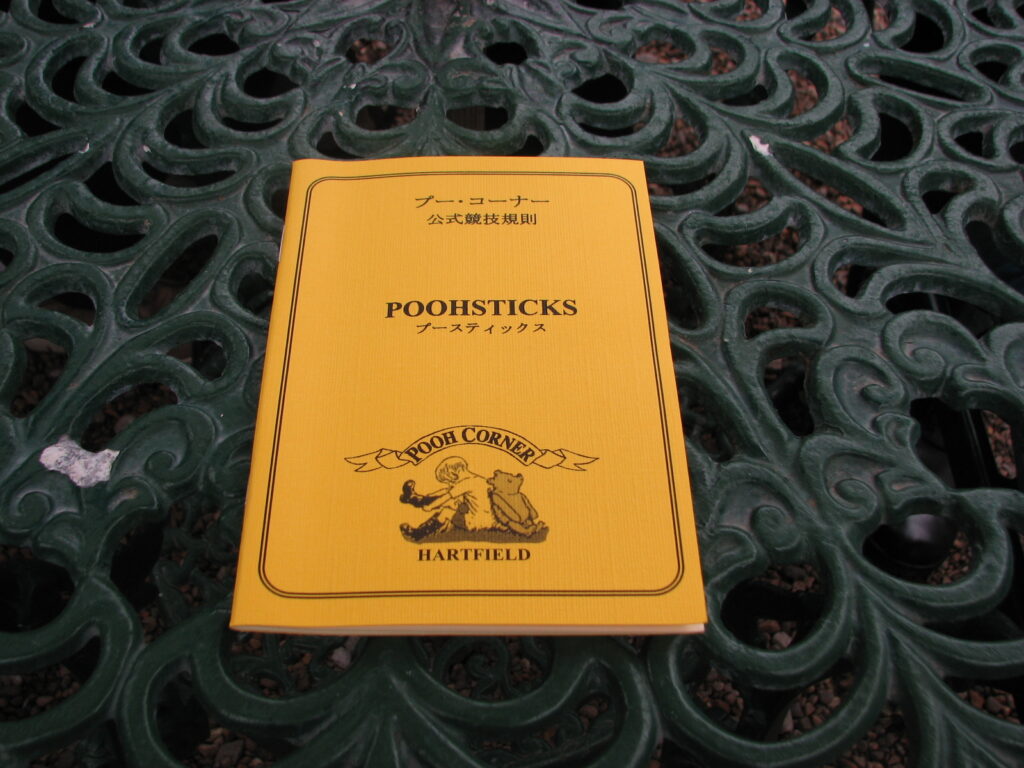 プー・コーナー
公式競技規則
POOHSTICKS
プースティックス
POOH CORNER
HARTFIELD